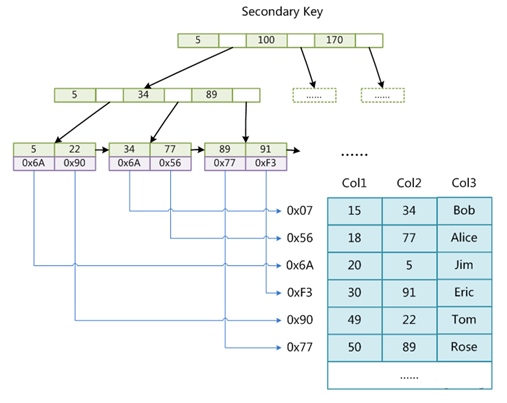 Secondary Key
5 100 170
5 34 89 ...... ......
5 22 34 77 89 91
0x6A 0x90 0x6A 0x56 0x77 0xF3
......
Col1 Col2 Col3
0x07 15 34 Bob
0x56 18 77 Alice
0x6A 20 5 Jim
0xF3 30 91 Eric
0x90 49 22 Tom
0x77 50 89 Rose
......